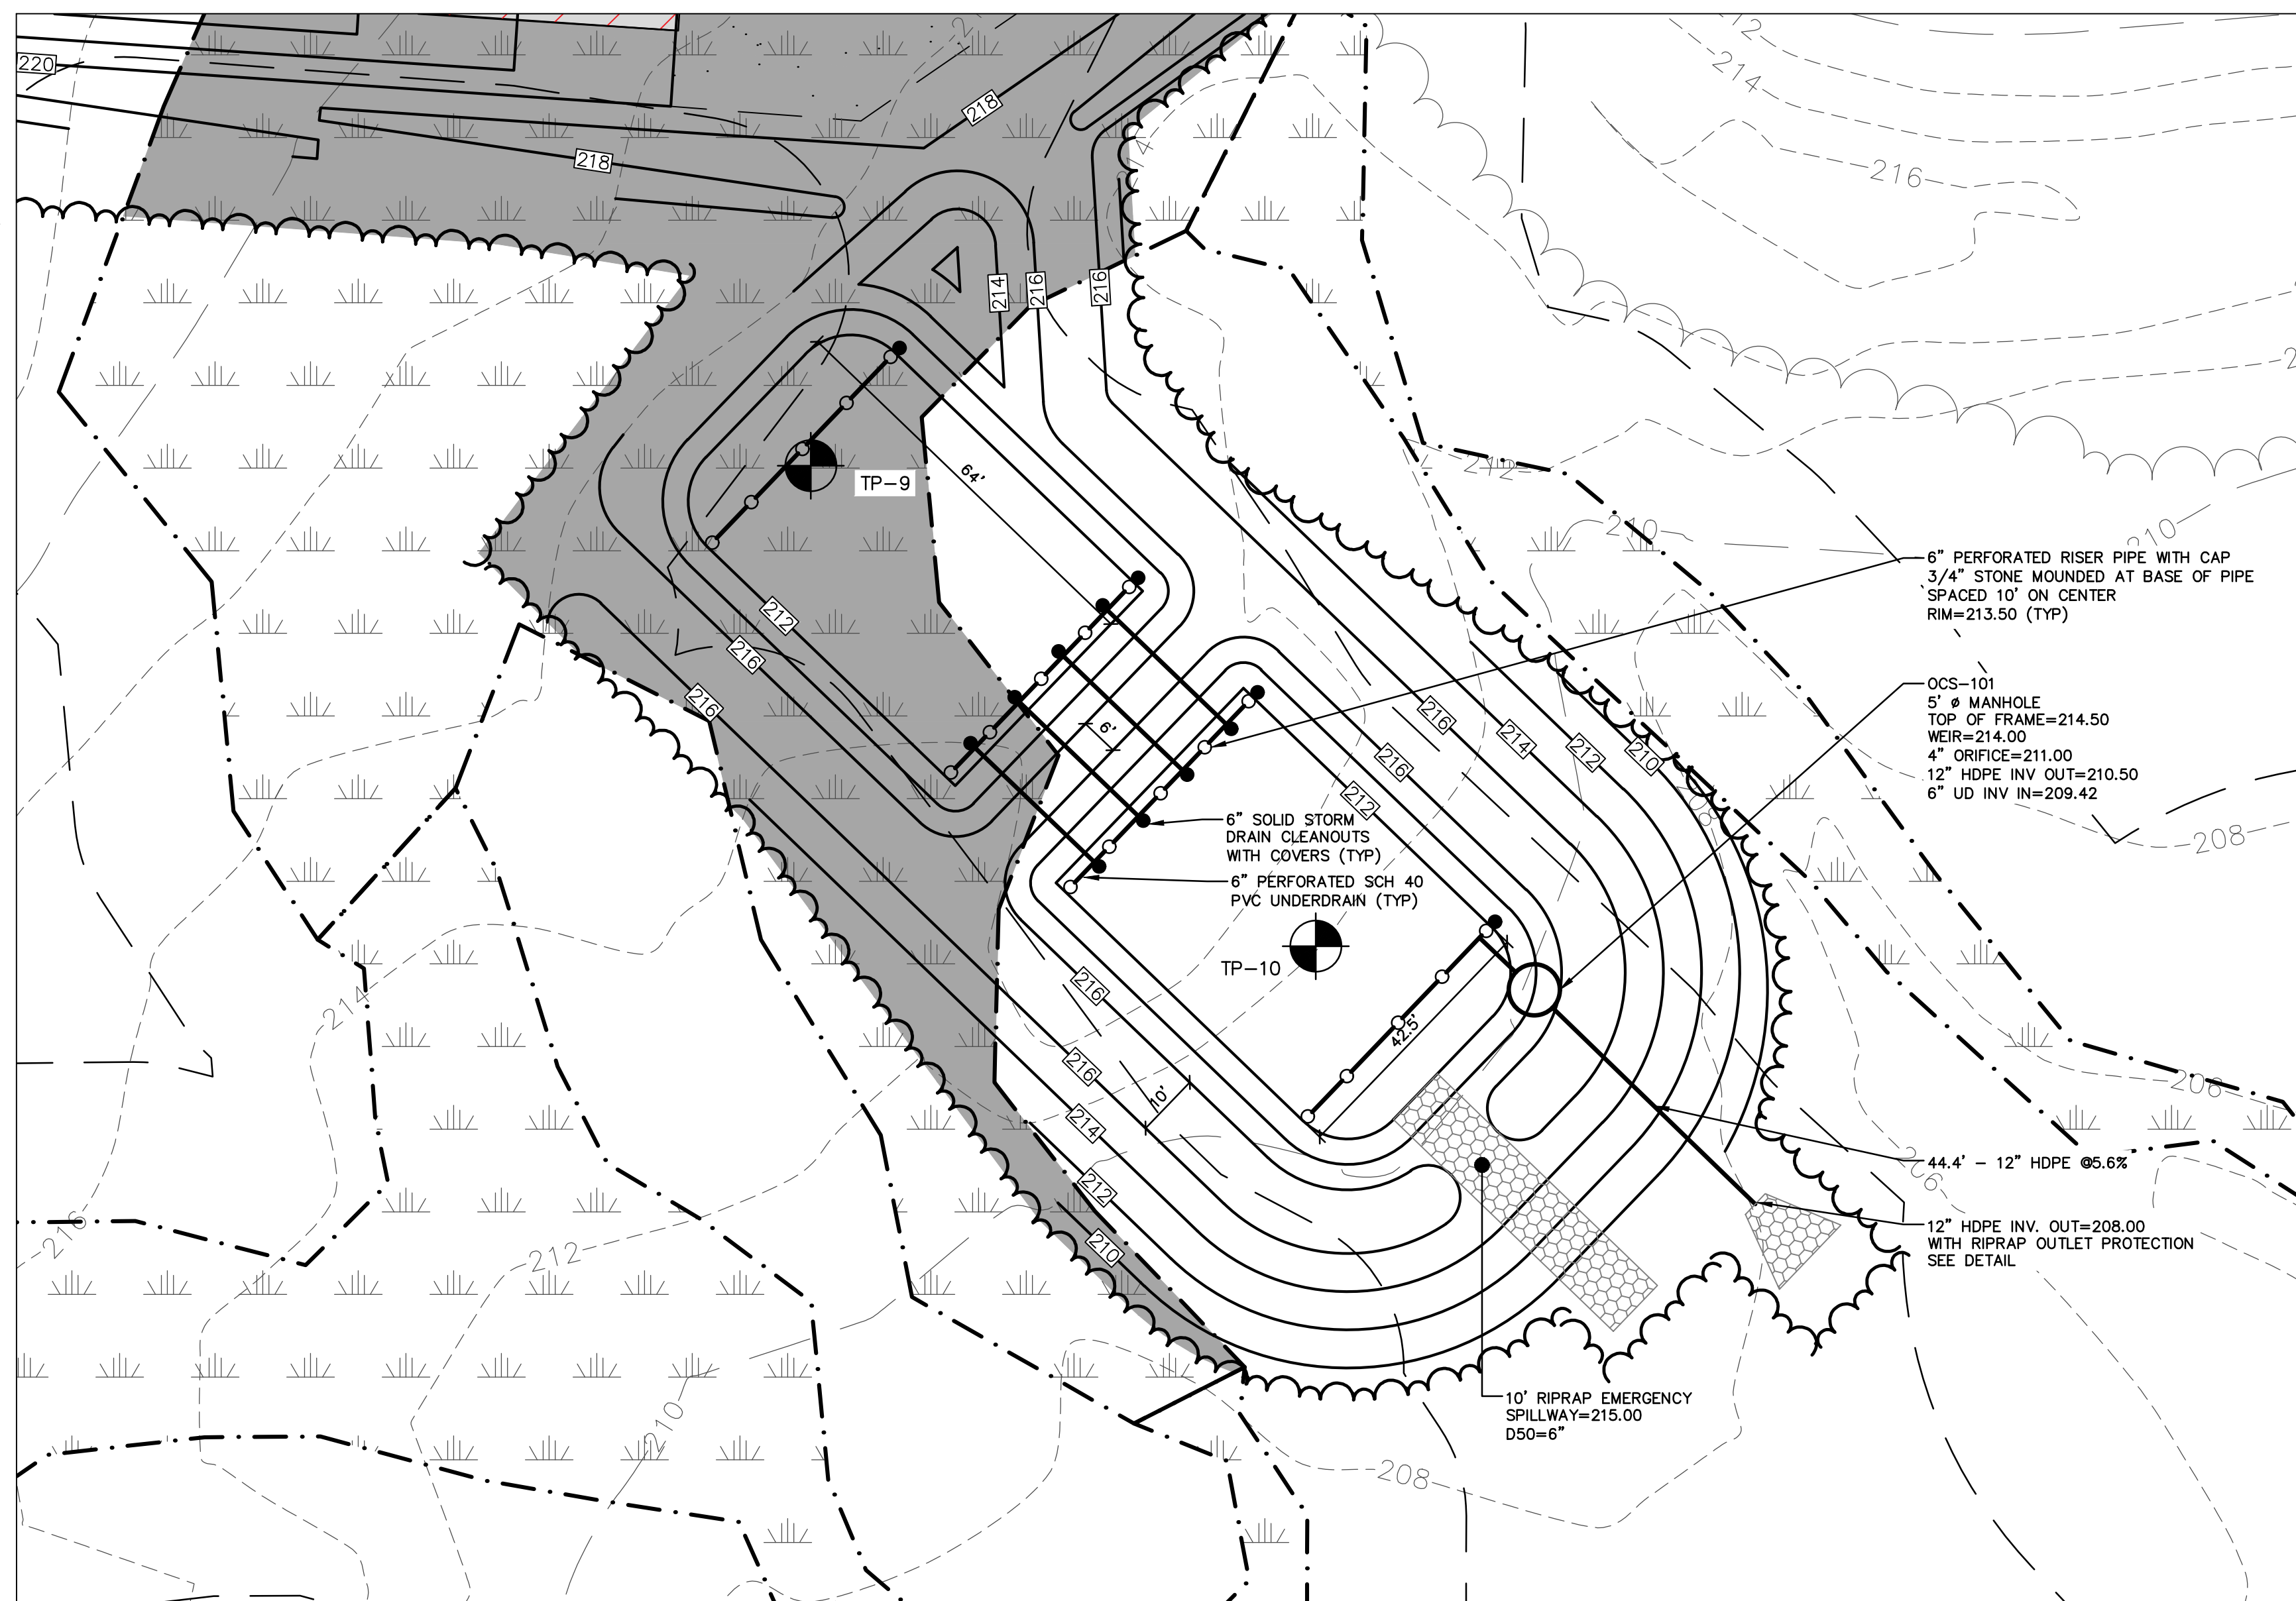 212
214
216
220
218
218
214
214
216
216
TP-9
64'
212
210
210
6" PERFORATED RISER PIPE WITH CAP
3/4" STONE MOUNDED AT BASE OF PIPE
SPACED 10' ON CENTER
RIM=213.50 (TYP)
212
216
216
OCS-101
5' ø MANHOLE
TOP OF FRAME=214.50
WEIR=214.00
4" ORIFICE=211.00
12" HDPE INV OUT=210.50
6" UD INV IN=209.42
6'
216
214
212
210
216
212
208
208
6" SOLID STORM
DRAIN CLEANOUTS
WITH COVERS (TYP)
6" PERFORATED SCH 40
PVC UNDERDRAIN (TYP)
TP-10
42.5'
214
216
216
10'
214
212
210
206
206
44.4' - 12" HDPE @5.6%
12" HDPE INV. OUT=208.00
WITH RIPRAP OUTLET PROTECTION
SEE DETAIL
216
212
210
208
10' RIPRAP EMERGENCY
SPILLWAY=215.00
D50=6"